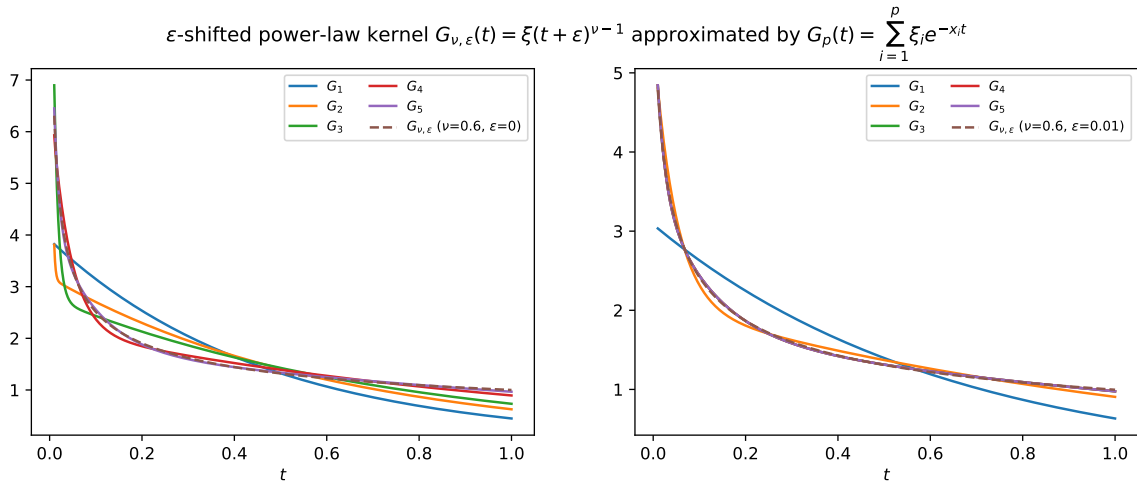 ε-shifted power-law kernel G_{ν, ε}(t) = ξ(t + ε)^{ν − 1} approximated by G_p(t) = \sum_{i=1}^{p} ξ_i e^{−x_i t}
7
6
5
4
3
2
1
0.0 0.2 0.4 0.6 0.8 1.0
t
G_1 G_4
G_2 G_5
G_3 G_{ν, ε} (ν=0.6, ε=0)
5
4
3
2
1
0.0 0.2 0.4 0.6 0.8 1.0
t
G_1 G_4
G_2 G_5
G_3 G_{ν, ε} (ν=0.6, ε=0.01)